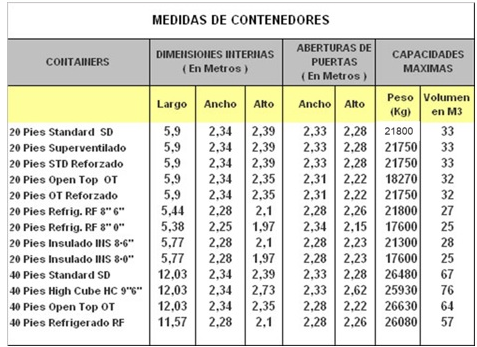 MEDIDAS DE CONTENEDORES
CONTAINERS DIMENSIONES INTERNAS ( En Metros ) ABERTURAS DE PUERTAS ( En Metros ) CAPACIDADES MAXIMAS
Largo Ancho Alto Ancho Alto Peso (Kg) Volumen en M3
20 Pies Standard SD 5,9 2,34 2,39 2,33 2,28 21800 33
20 Pies Superventilado 5,9 2,34 2,39 2,33 2,28 21750 33
20 Pies STD Reforzado 5,9 2,34 2,39 2,33 2,28 21750 33
20 Pies Open Top OT 5,9 2,34 2,35 2,31 2,22 18270 32
20 Pies OT Reforzado 5,9 2,34 2,35 2,31 2,22 21750 32
20 Pies Refrig. RF 8" 6" 5,44 2,28 2,1 2,28 2,26 21800 27
20 Pies Refrig. RF 8" 0" 5,38 2,25 1,97 2,34 2,15 17600 25
20 Pies Insulado INS 8·6" 5,77 2,28 2,1 2,28 2,23 21300 28
20 Pies Insulado INS 8·0" 5,77 2,28 1,97 2,28 2,23 17600 25
40 Pies Standard SD 12,03 2,34 2,39 2,33 2,28 26480 67
40 Pies High Cube HC 9"6" 12,03 2,34 2,73 2,33 2,62 25930 76
40 Pies Open Top OT 12,03 2,34 2,35 2,28 2,22 26630 64
40 Pies Refrigerado RF 11,57 2,28 2,1 2,28 2,26 26080 57